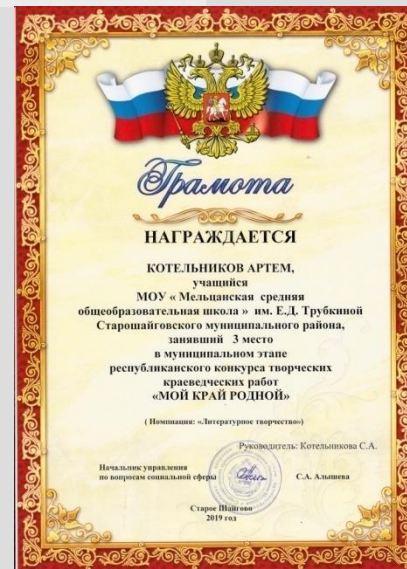 Грамота
НАГРАЖДАЕТСЯ
КОТЕЛЬНИКОВ АРТЕМ,
учащийся
МОУ « Мельцанская средняя
общеобразовательная школа » им. Е.Д. Трубкиной
Старошайговского муниципального района,
занявший 3 место
в муниципальном этапе
республиканского конкурса творческих
краеведческих работ
«МОЙ КРАЙ РОДНОЙ»
( Номинация: «Литературное творчество»)
Руководитель: Котельникова С.А.
Начальник управления
по вопросам социальной сферы С.А. Алышева
Старое Шайгово
2019 год